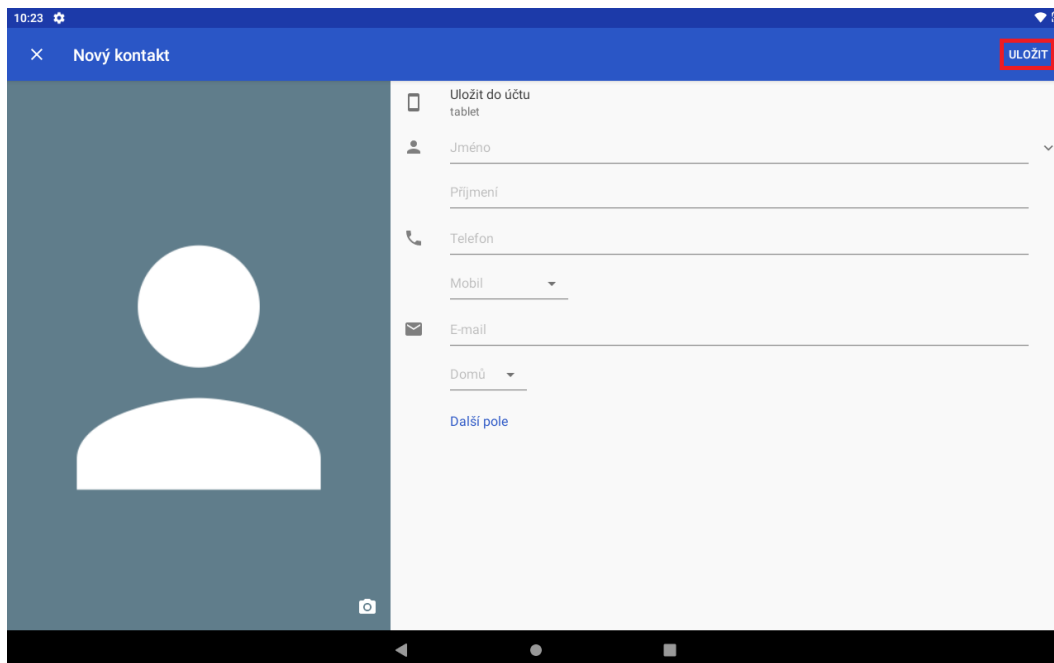 10:23
Nový kontakt
ULOŽIT
Uložit do účtu
tablet
Jméno
Příjmení
Telefon
Mobil
E-mail
Domů
Další pole